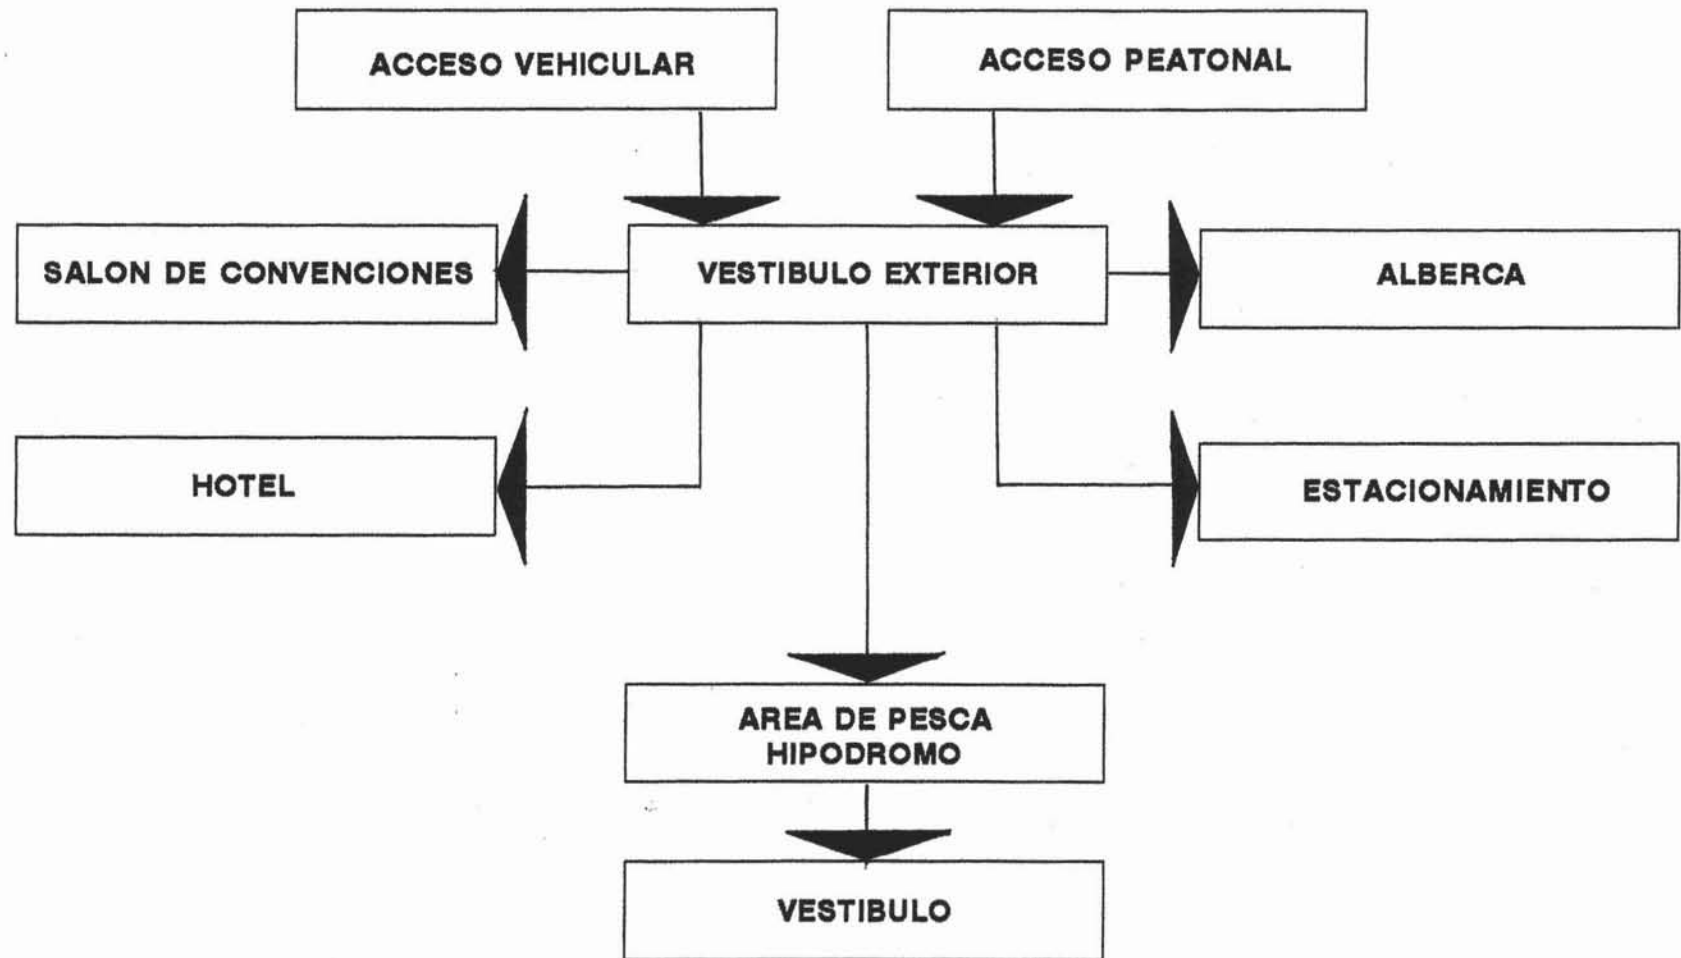 ACCESO VEHICULAR
ACCESO PEATONAL
SALON DE CONVENCIONES
VESTIBULO EXTERIOR
ALBERCA
HOTEL
ESTACIONAMIENTO
AREA DE PESCA
HIPODROMO
VESTIBULO